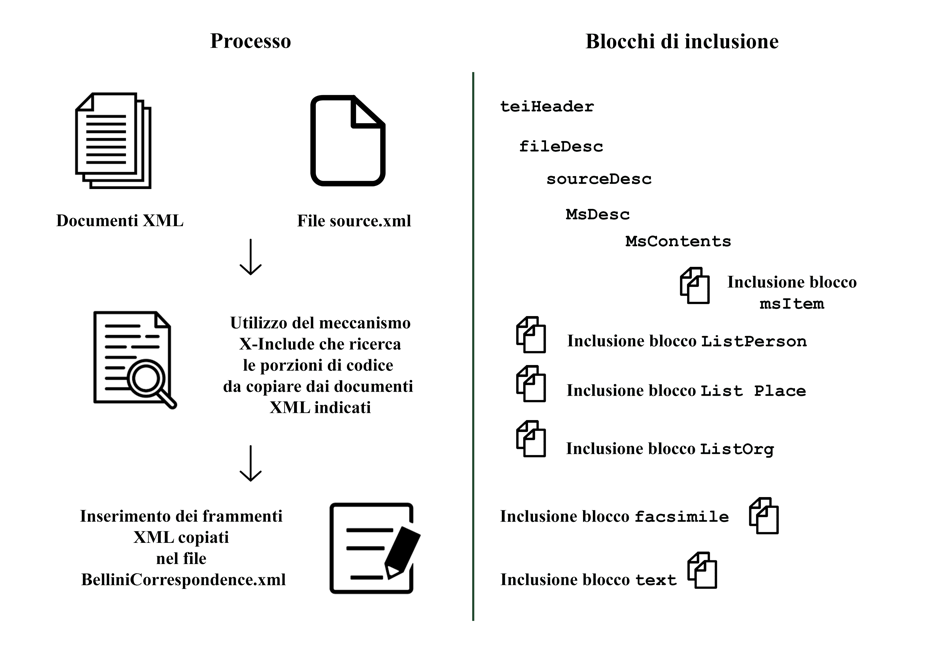 Processo
Documenti XML
File source.xml
Utilizzo del meccanismo
X-Include che ricerca
le porzioni di codice
da copiare dai documenti
XML indicati
Inserimento dei frammenti
XML copiati
nel file
BelliniCorrespondence.xml
Blocchi di inclusione
teiHeader
fileDesc
sourceDesc
MsDesc
MsContents
Inclusione blocco
msItem
Inclusione blocco ListPerson
Inclusione blocco List Place
Inclusione blocco ListOrg
Inclusione blocco facsimile
Inclusione blocco text